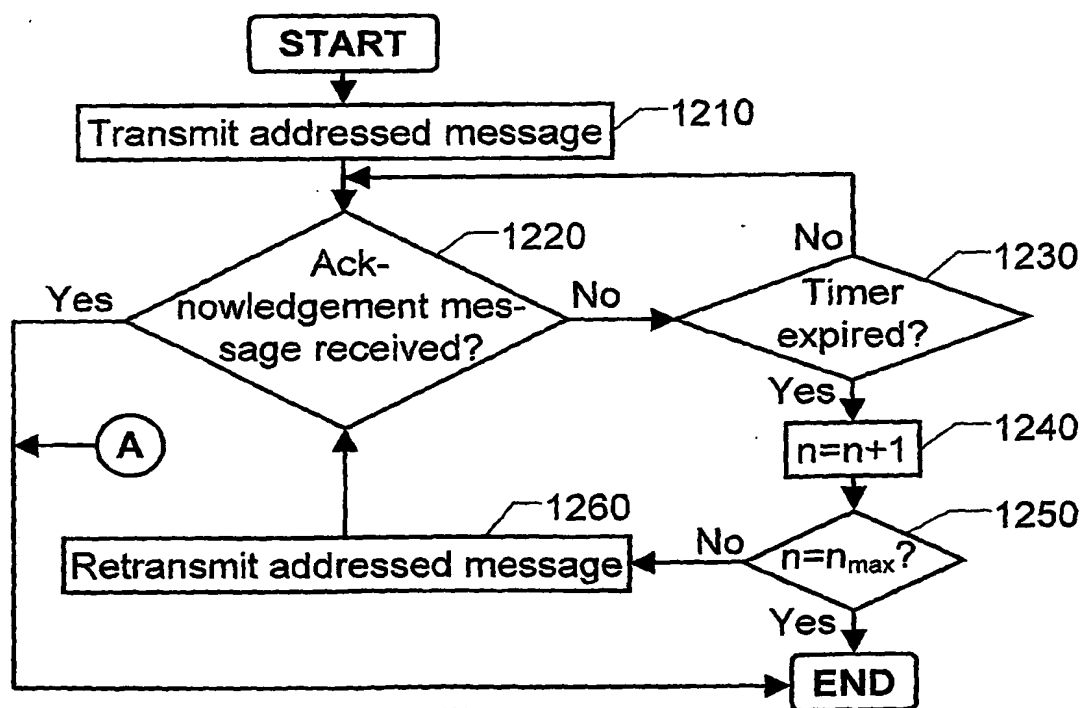 START
Transmit addressed message
1210
Ack-
nowledgement mes-
sage received?
1220
Yes
No
Timer
expired?
1230
No
Yes
A
n=n+1
1240
Retransmit addressed message
1260
No
n=nmax?
1250
Yes
END